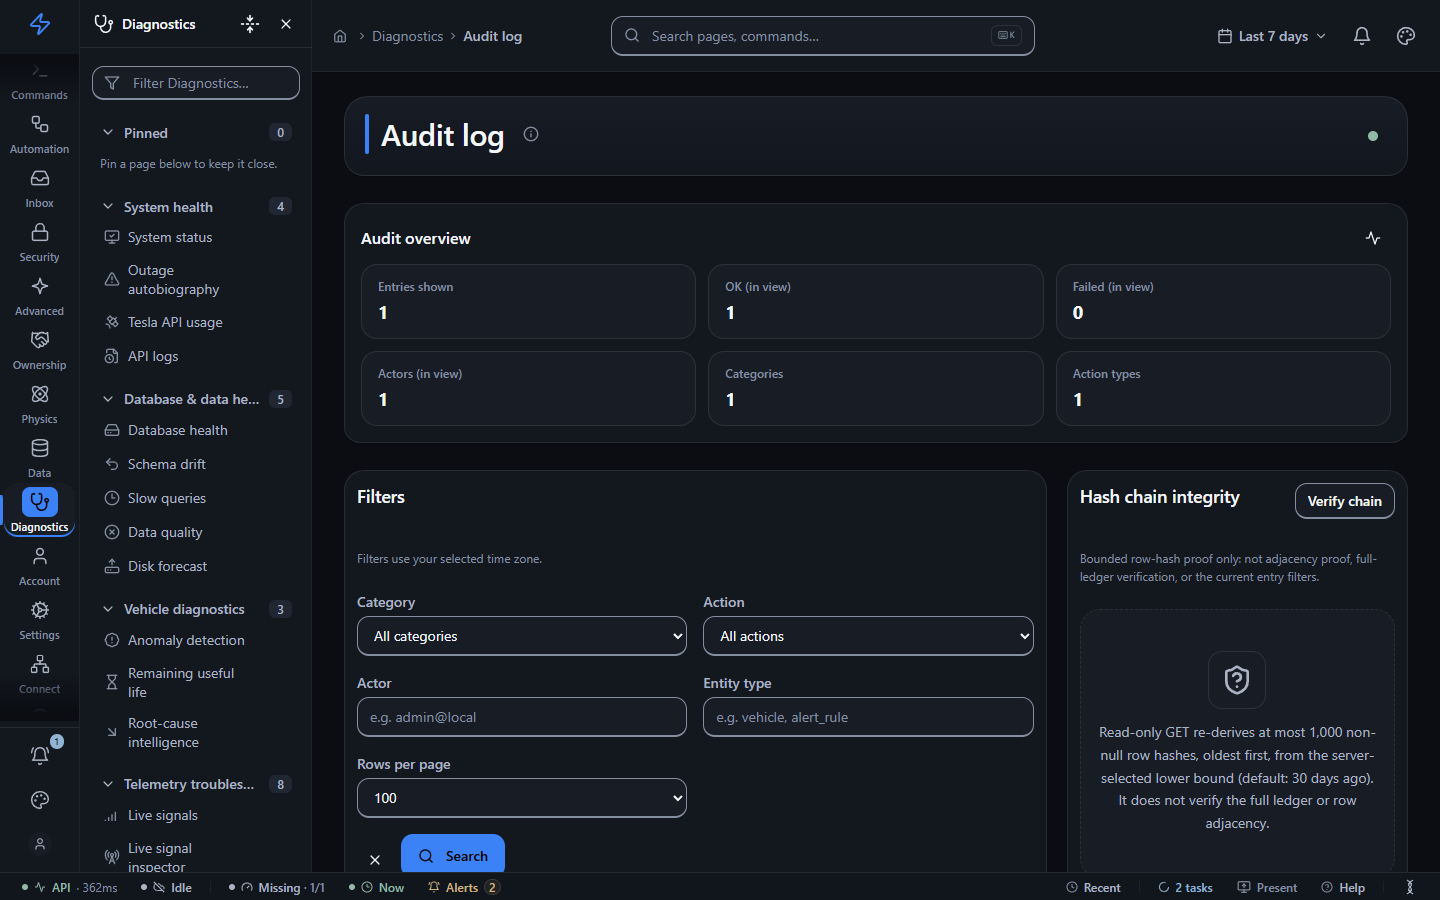 Commands
Automation
Inbox
Security
Advanced
Ownership
Physics
Data
Diagnostics
Account
Settings
Connect
1
Diagnostics
Filter Diagnostics...
Pinned 0
Pin a page below to keep it close.
System health 4
System status
Outage
autobiography
Tesla API usage
API logs
Database & data he... 5
Database health
Schema drift
Slow queries
Data quality
Disk forecast
Vehicle diagnostics 3
Anomaly detection
Remaining useful
life
Root-cause
intelligence
Telemetry troubles... 8
Live signals
Live signal
inspector
Diagnostics Audit log
Search pages, commands...
K
Last 7 days
Audit log
Audit overview
Entries shown
1
OK (in view)
1
Failed (in view)
0
Actors (in view)
1
Categories
1
Action types
1
Filters
Filters use your selected time zone.
Category
All categories
Action
All actions
Actor
e.g. admin@local
Entity type
e.g. vehicle, alert_rule
Rows per page
100
Search
Hash chain integrity
Verify chain
Bounded row-hash proof only: not adjacency proof, full-
ledger verification, or the current entry filters.
Read-only GET re-derives at most 1,000 non-
null row hashes, oldest first, from the server-
selected lower bound (default: 30 days ago).
It does not verify the full ledger or row
adjacency.
API · 362ms
Idle
Missing · 1/1
Now
Alerts 2
Recent
2 tasks
Present
Help